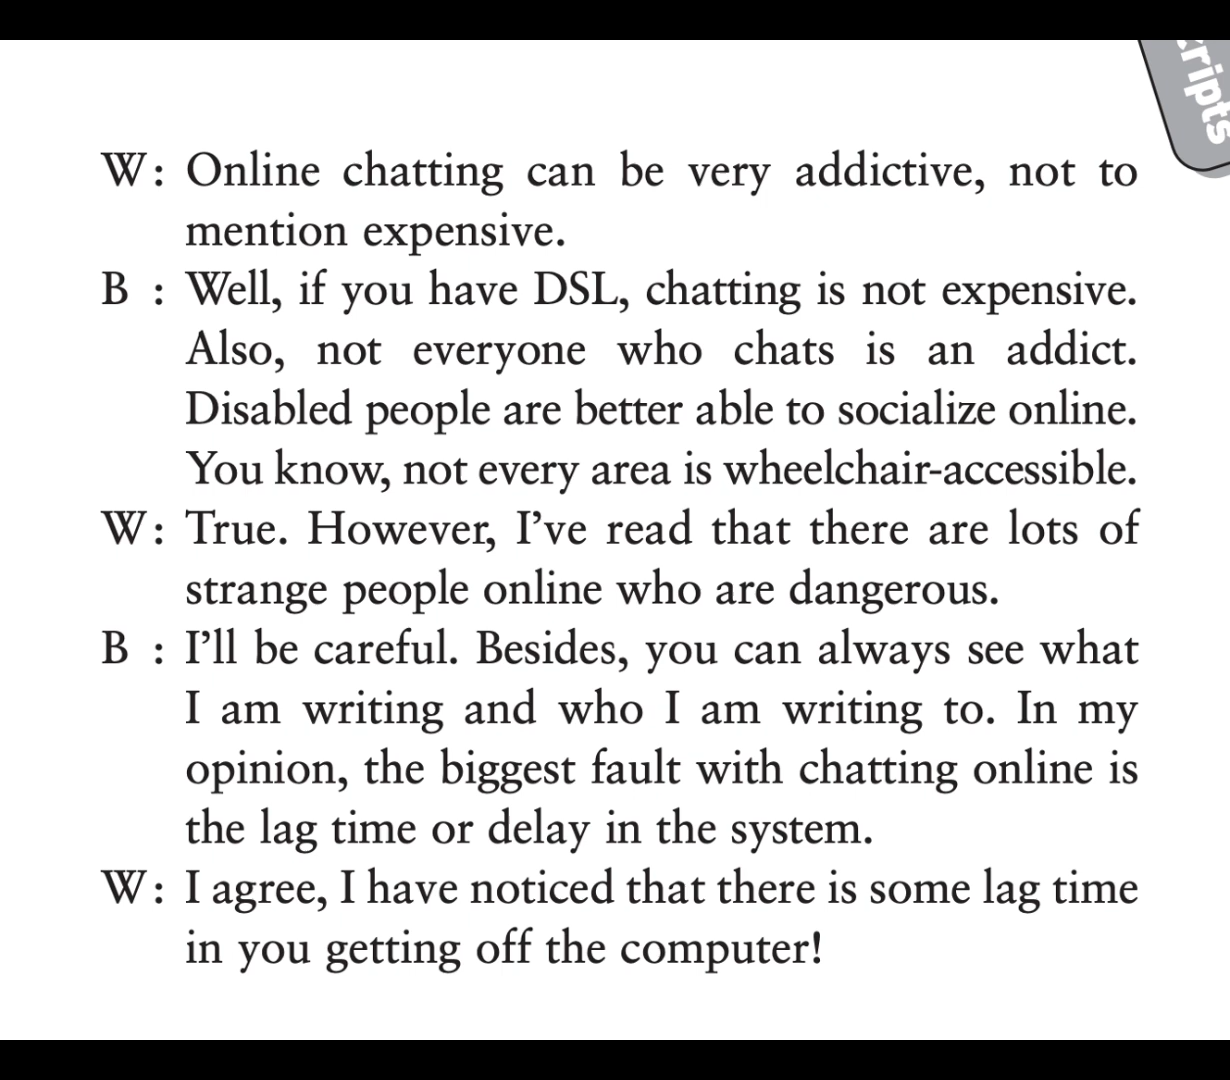 W: Online chatting can be very addictive, not to
mention expensive.
B : Well, if you have DSL, chatting is not expensive.
Also, not everyone who chats is an addict.
Disabled people are better able to socialize online.
You know, not every area is wheelchair-accessible.
W: True. However, I’ve read that there are lots of
strange people online who are dangerous.
B : I’ll be careful. Besides, you can always see what
I am writing and who I am writing to. In my
opinion, the biggest fault with chatting online is
the lag time or delay in the system.
W: I agree, I have noticed that there is some lag time
in you getting off the computer!